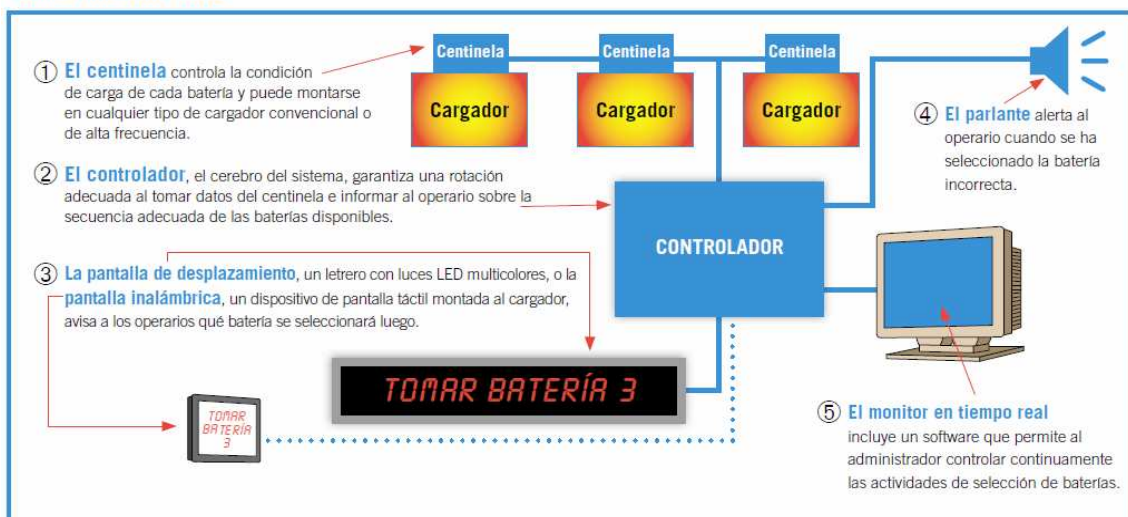 Centinela
Centinela
Centinela
Cargador
Cargador
Cargador
① El centinela controla la condición
de carga de cada batería y puede montarse
en cualquier tipo de cargador convencional o
de alta frecuencia.
② El controlador, el cerebro del sistema, garantiza una rotación
adecuada al tomar datos del centinela e informar al operario sobre la
secuencia adecuada de las baterías disponibles.
③ La pantalla de desplazamiento, un letrero con luces LED multicolores, o la
pantalla inalámbrica, un dispositivo de pantalla táctil montada al cargador,
avisa a los operarios qué batería se seleccionará luego.
CONTROLADOR
④ El parlante alerta al
operario cuando se ha
seleccionado la batería
incorrecta.
TOMAR BATERÍA 3
TOMAR
BATERÍA
3
⑤ El monitor en tiempo real
incluye un software que permite al
administrador controlar continuamente
las actividades de selección de baterías.